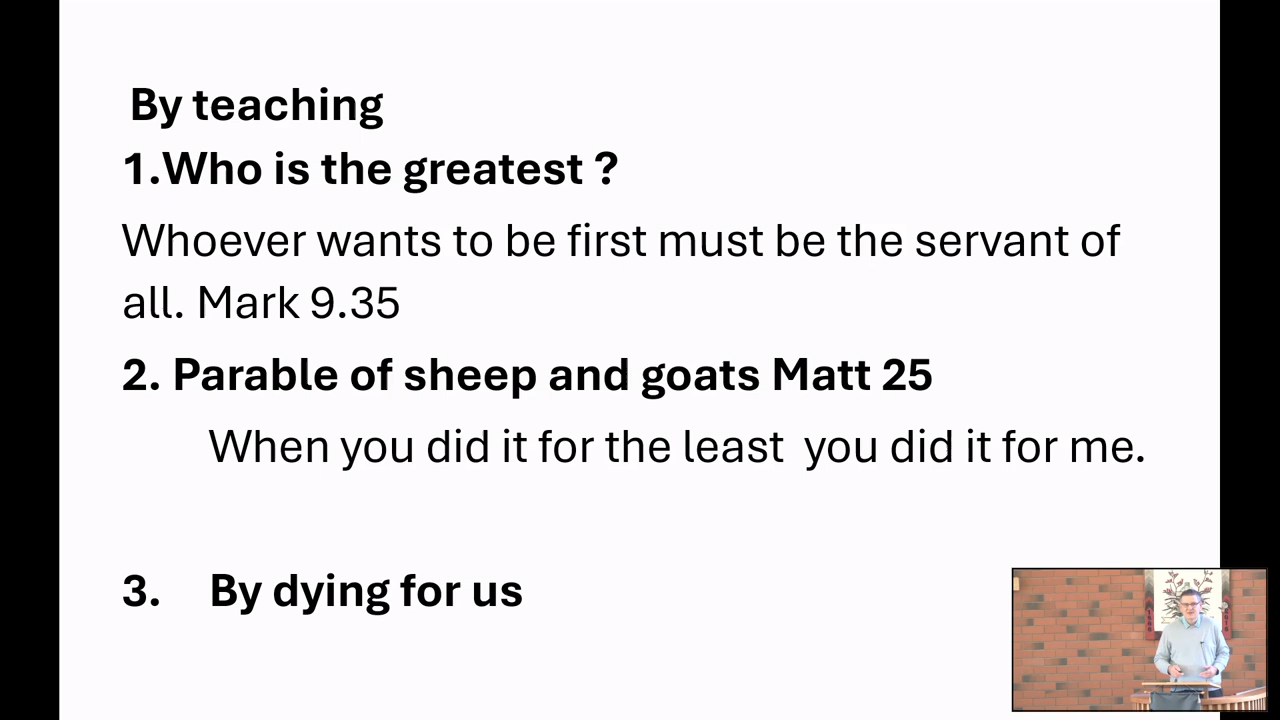 By teaching
1.Who is the greatest ?
Whoever wants to be first must be the servant of
all. Mark 9.35
2. Parable of sheep and goats Matt 25
When you did it for the least  you did it for me.
3. By dying for us